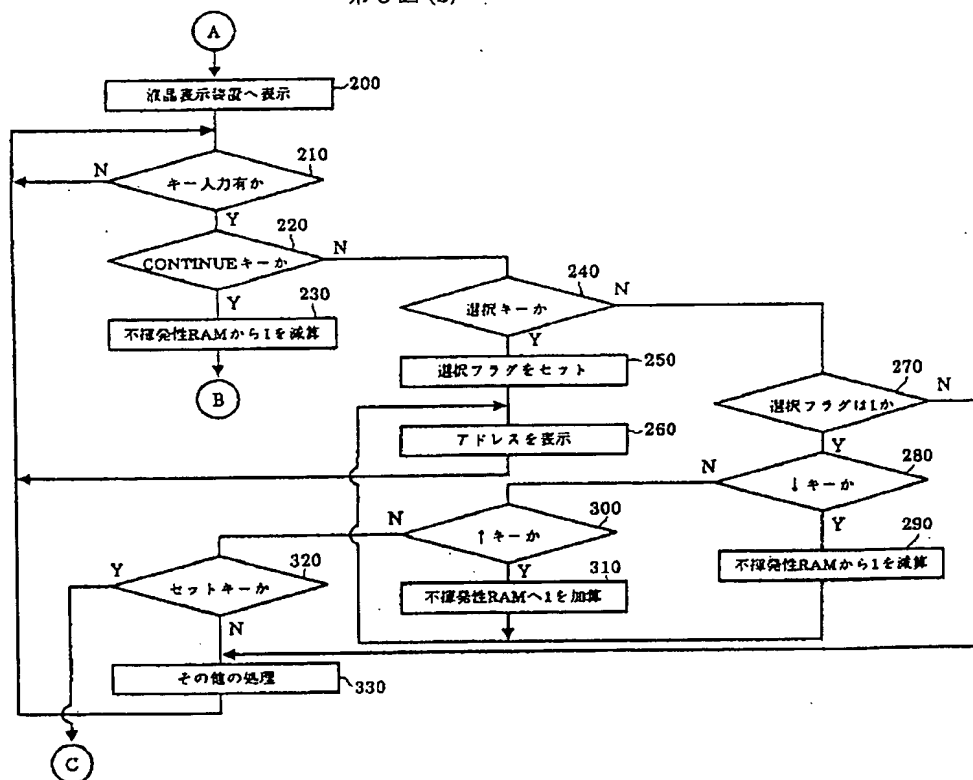 A
液晶表示装置へ表示
200
210
N
キー入力有か
Y
220
N
CONTINUEキーか
Y
230
不揮発性RAMから1を減算
B
240
N
選択キーか
Y
250
選択フラグをセット
260
アドレスを表示
270
N
選択フラグは1か
Y
280
N
↓キーか
Y
290
不揮発性RAMから1を減算
300
N
↑キーか
Y
310
不揮発性RAMへ1を加算
320
Y
セットキーか
N
その他の処理
330
C